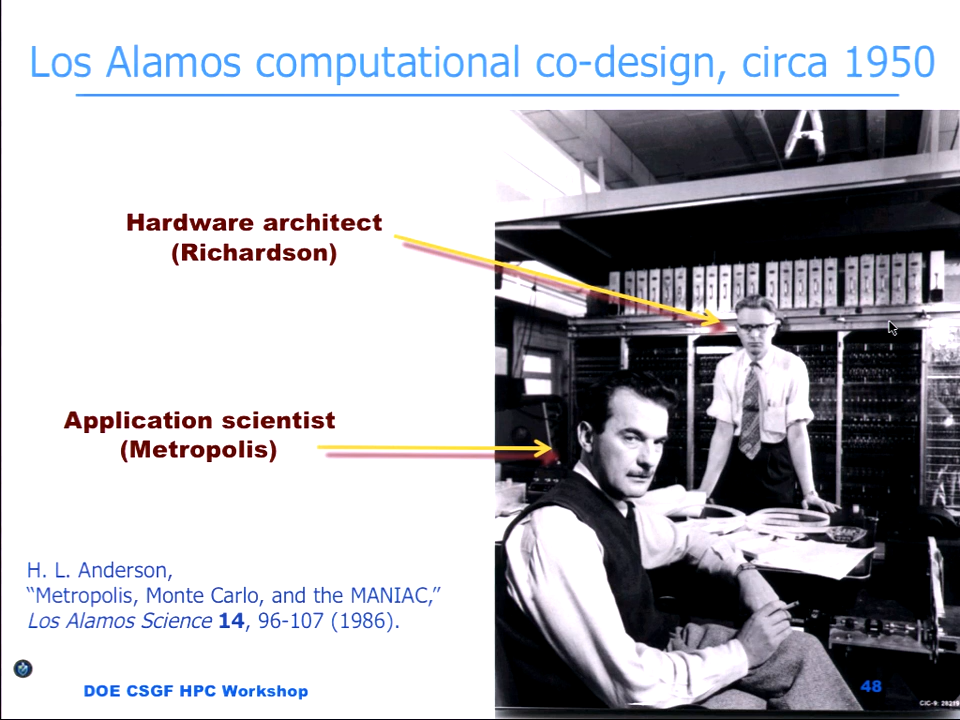 Los Alamos computational co-design, circa 1950
Hardware architect
(Richardson)
Application scientist
(Metropolis)
H. L. Anderson,
“Metropolis, Monte Carlo, and the MANIAC,”
Los Alamos Science 14, 96-107 (1986).
DOE CSGF HPC Workshop
48